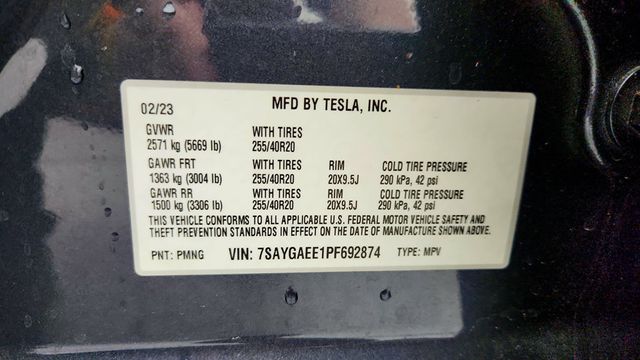 02/23 MFD BY TESLA, INC.
GVWR WITH TIRES
2571 kg (5669 lb) 255/40R20
GAWR FRT WITH TIRES RIM COLD TIRE PRESSURE
1363 kg (3004 lb) 255/40R20 20X9.5J 290 kPa, 42 psi
GAWR RR WITH TIRES RIM COLD TIRE PRESSURE
1500 kg (3306 lb) 255/40R20 20X9.5J 290 kPa, 42 psi
THIS VEHICLE CONFORMS TO ALL APPLICABLE U.S. FEDERAL MOTOR VEHICLE SAFETY AND
THEFT PREVENTION STANDARDS IN EFFECT ON THE DATE OF MANUFACTURE SHOWN ABOVE.
PNT: PMNG VIN: 7SAYGAEE1PF692874 TYPE: MPV